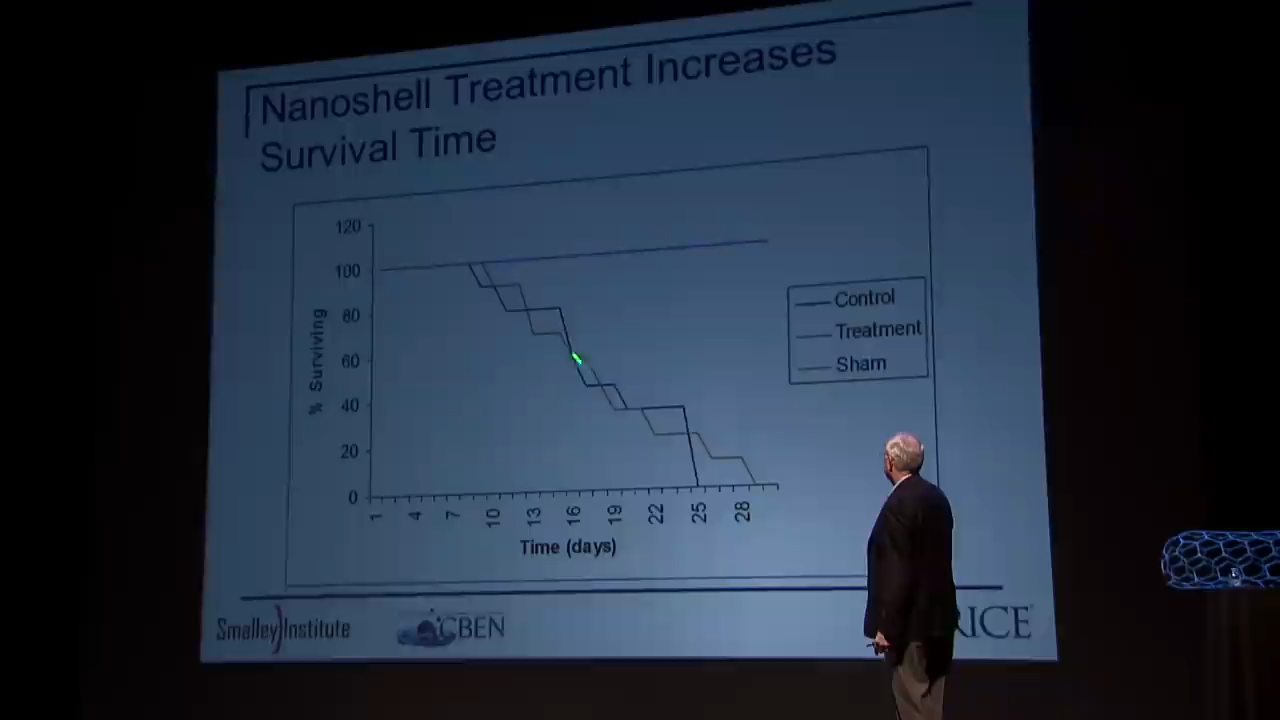 Nanoshell Treatment Increases
Survival Time
120
100
80
60
40
20
0
% Surviving
1 4 7 10 13 16 19 22 25 28
Time (days)
Control
Treatment
Sham
Smalley Institute
CBEN
RICE